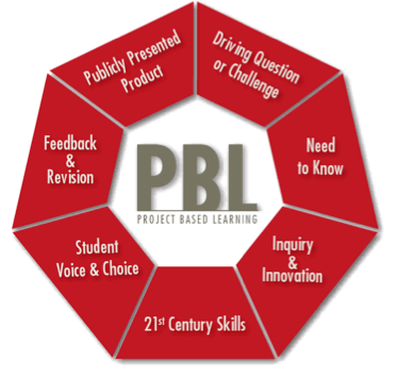 Driving Question
or Challenge
Need
to Know
Inquiry
&
Innovation
21st Century Skills
Student
Voice & Choice
Feedback
&
Revision
Publicly Presented
Product
PBL
PROJECT BASED LEARNING